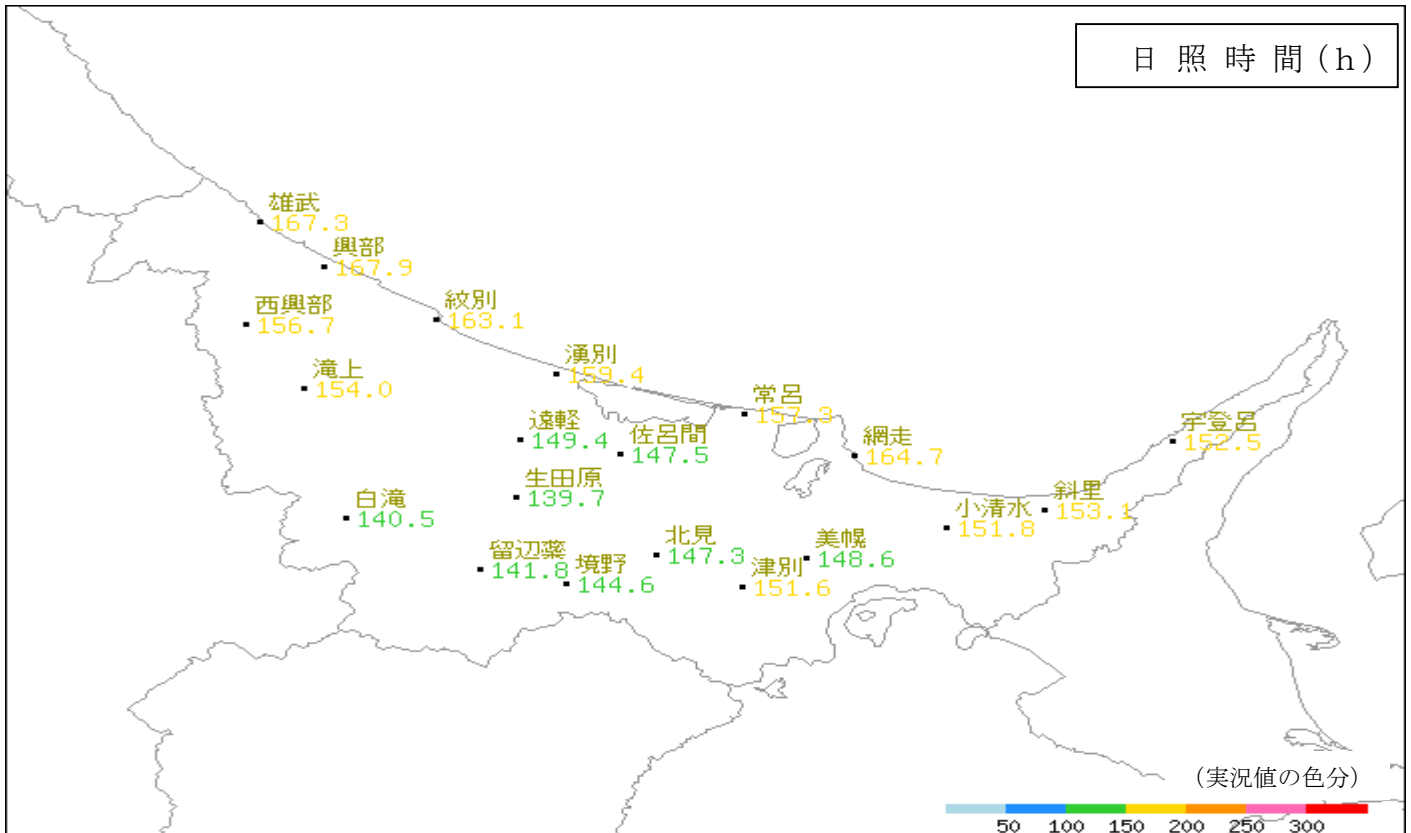 日照時間(h)
雄武
167.3
興部
167.9
西興部
156.7
紋別
163.1
滝上
154.0
湧別
159.4
常呂
157.3
遠軽
149.4
佐呂間
147.5
網走
164.7
宇登呂
152.5
生田原
139.7
白滝
140.5
斜里
153.1
小清水
151.8
留辺蘂
141.8
境野
144.6
北見
147.3
美幌
148.6
津別
151.6
(実況値の色分)
50 100 150 200 250 300